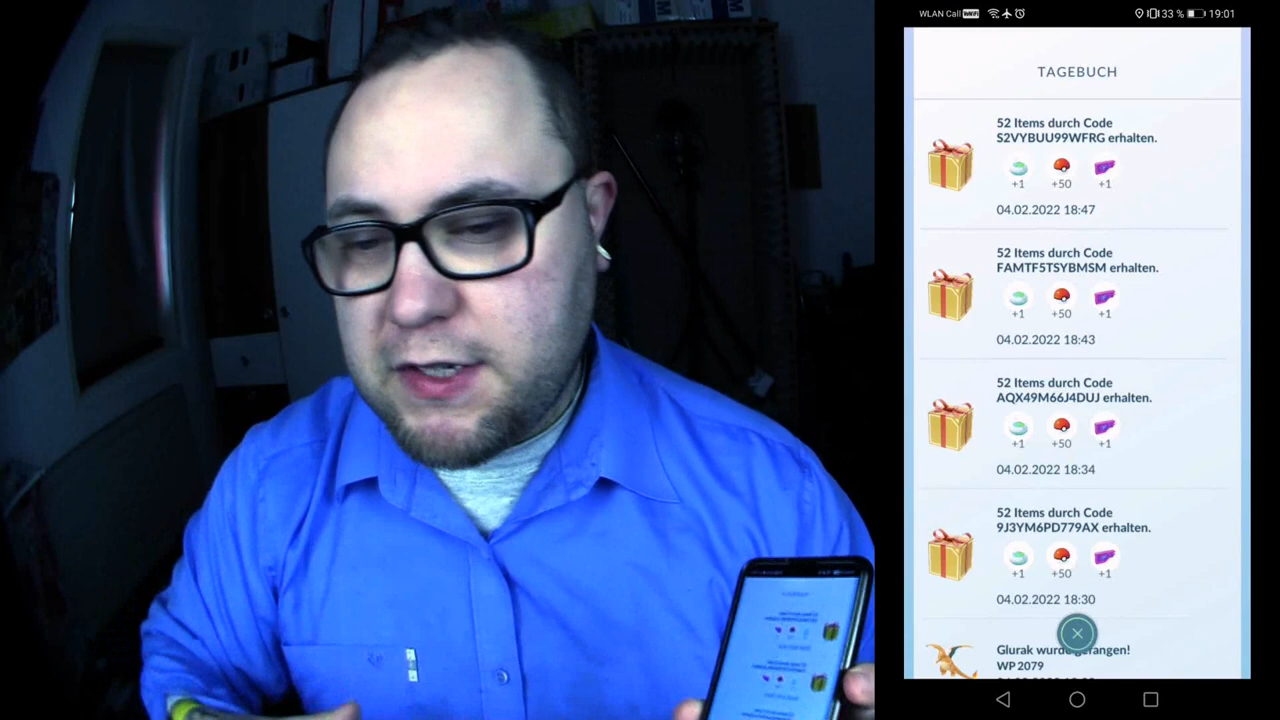 WLAN Call WiFi
33 % 19:01
TAGEBUCH
52 Items durch Code
S2VYBUU99WFRG erhalten.
+1 +50 +1
04.02.2022 18:47
52 Items durch Code
FAMTF5TSYBMSM erhalten.
+1 +50 +1
04.02.2022 18:43
52 Items durch Code
AQX49M66J4DUJ erhalten.
+1 +50 +1
04.02.2022 18:34
52 Items durch Code
9J3YM6PD779AX erhalten.
+1 +50 +1
04.02.2022 18:30
Glurak wurde gefangen!
WP 2079